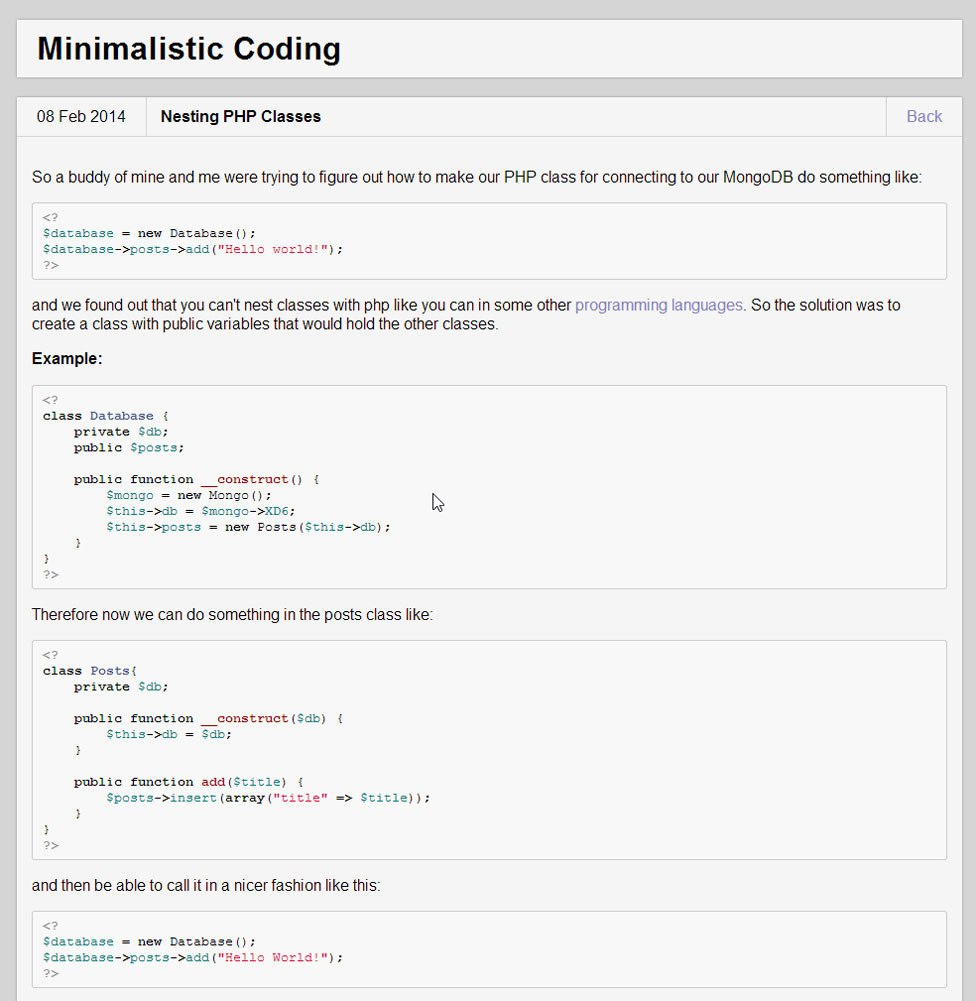 Minimalistic Coding
08 Feb 2014 Nesting PHP Classes Back
So a buddy of mine and me were trying to figure out how to make our PHP class for connecting to our MongoDB do something like:
<?
$database = new Database();
$database->posts->add("Hello world!");
?>
and we found out that you can't nest classes with php like you can in some other programming languages. So the solution was to
create a class with public variables that would hold the other classes.
Example:
<?
class Database {
    private $db;
    public $posts;

    public function __construct() {
        $mongo = new Mongo();
        $this->db = $mongo->XD6;
        $this->posts = new Posts($this->db);
    }
}
?>
Therefore now we can do something in the posts class like:
<?
class Posts{
    private $db;

    public function __construct($db) {
        $this->db = $db;
    }

    public function add($title) {
        $posts->insert(array("title" => $title));
    }
}
?>
and then be able to call it in a nicer fashion like this:
<?
$database = new Database();
$database->posts->add("Hello World!");
?>